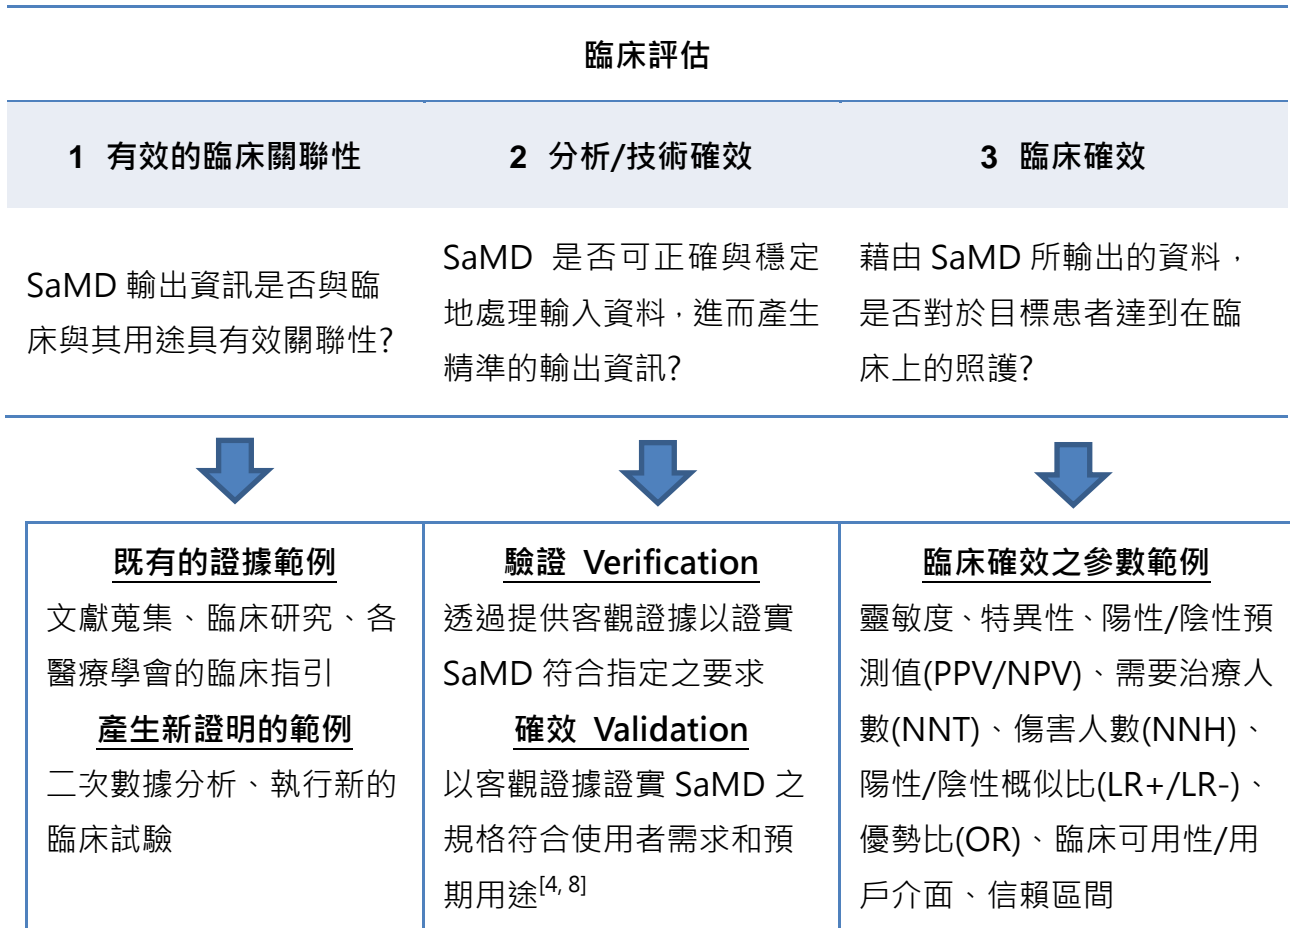 臨床評估
1 有效的臨床關聯性
2 分析/技術確效
3 臨床確效
SaMD 輸出資訊是否與臨
床與其用途具有效關聯性?
SaMD 是否可正確與穩定
地處理輸入資料，進而產生
精準的輸出資訊?
藉由 SaMD 所輸出的資料，
是否對於目標患者達到在臨
床上的照護?
既有的證據範例
文獻蒐集、臨床研究、各
醫療學會的臨床指引
產生新證明的範例
二次數據分析、執行新的
臨床試驗
驗證 Verification
透過提供客觀證據以證實
SaMD 符合指定之要求
確效 Validation
以客觀證據證實 SaMD 之
規格符合使用者需求和預
期用途[4, 8]
臨床確效之參數範例
靈敏度、特異性、陽性/陰性預
測值(PPV/NPV)、需要治療人
數(NNT)、傷害人數(NNH)、
陽性/陰性概似比(LR+/LR-)、
優勢比(OR)、臨床可用性/用
戶介面、信賴區間